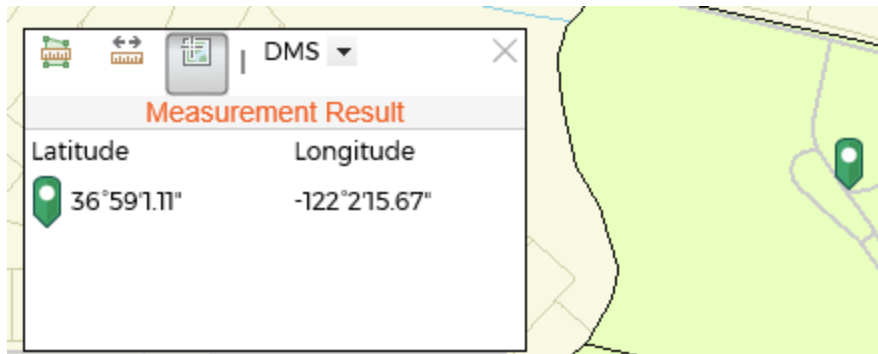 | DMS
Measurement Result
Latitude Longitude
36°59'1.11" -122°2'15.67"